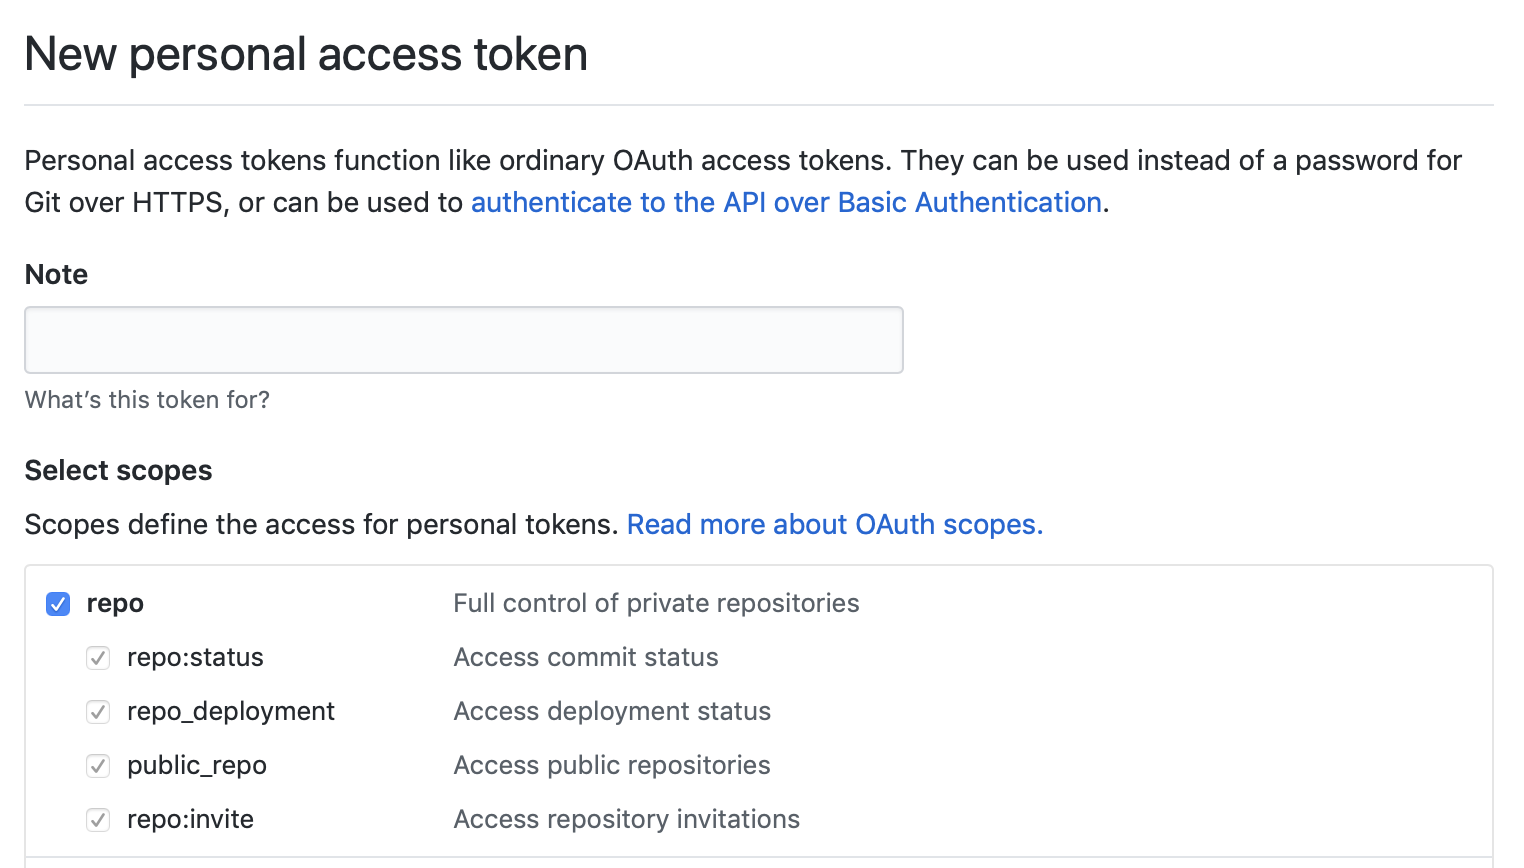 New personal access token
Personal access tokens function like ordinary OAuth access tokens. They can be used instead of a password for
Git over HTTPS, or can be used to authenticate to the API over Basic Authentication.
Note
What’s this token for?
Select scopes
Scopes define the access for personal tokens. Read more about OAuth scopes.
repo Full control of private repositories
repo:status Access commit status
repo_deployment Access deployment status
public_repo Access public repositories
repo:invite Access repository invitations